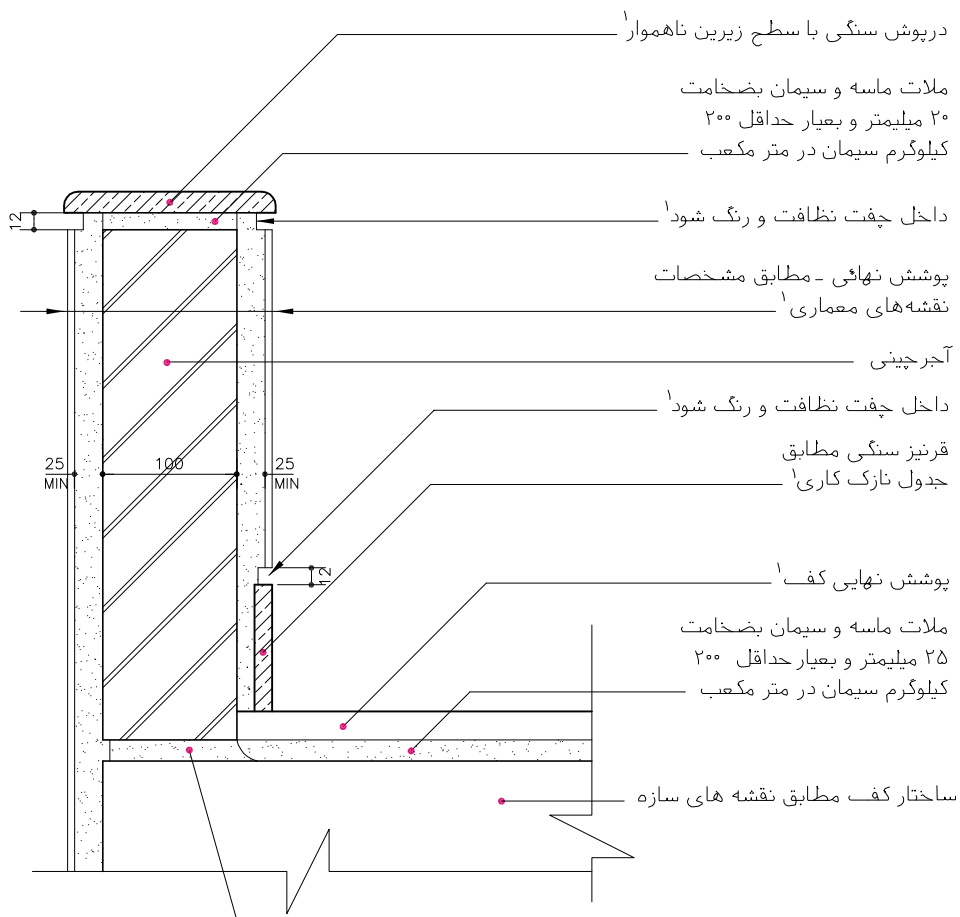 درپوش سنگی با سطح زیرین ناهموار۱
ملات ماسه و سیمان بضخامت
۲۰ میلیمتر و بعیار حداقل ۲۰۰
کیلوگرم سیمان در متر مکعب
12
داخل چفت نظافت و رنگ شود۱
پوشش نهائی - مطابق مشخصات
نقشه‌های معماری۱
آجرچینی
داخل چفت نظافت و رنگ شود۱
قرنیز سنگی مطابق
جدول نازک کاری۱
25
MIN
100
25
MIN
12
پوشش نهایی کف۱
ملات ماسه و سیمان بضخامت
۲۵ میلیمتر و بعیار حداقل ۲۰۰
کیلوگرم سیمان در متر مکعب
ساختار کف مطابق نقشه های سازه